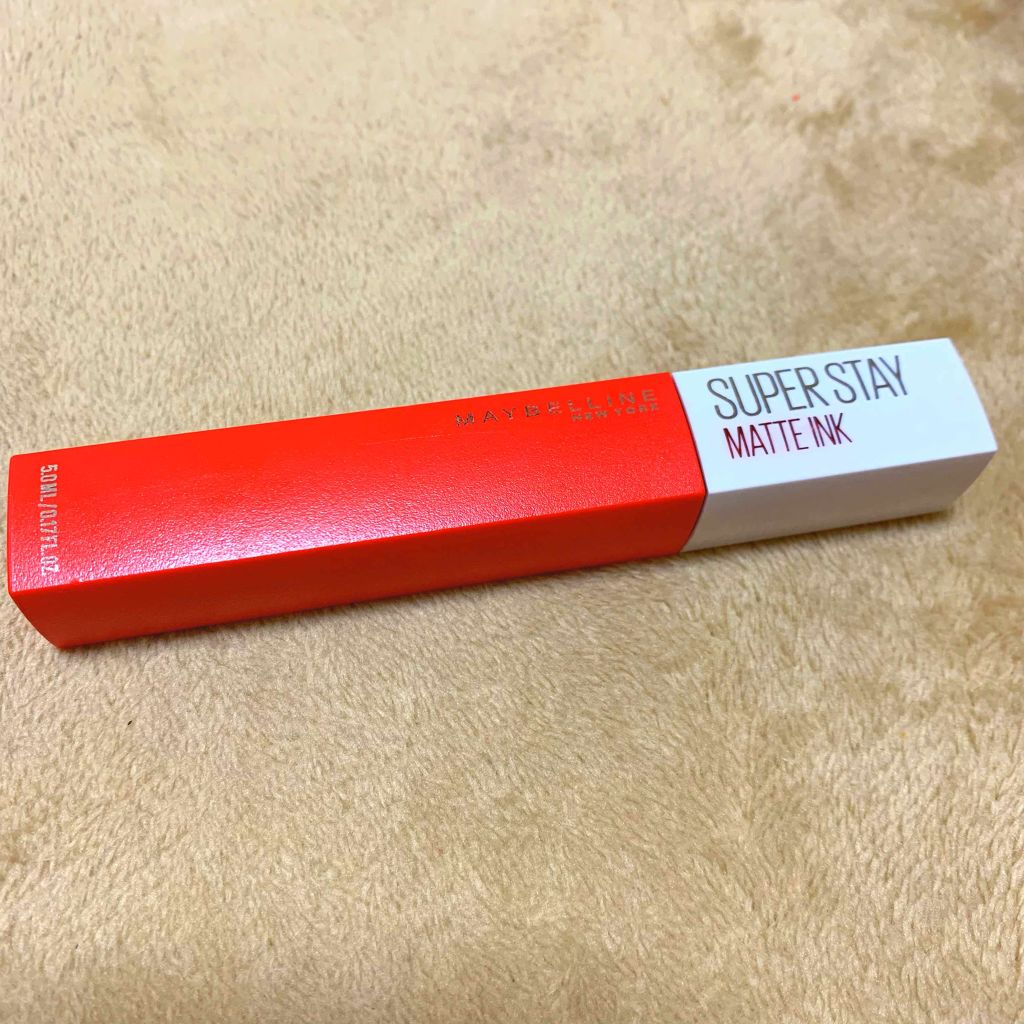 MAYBELLINE
NEW YORK
SUPER STAY
MATTE INK
5.0 ML / 0.17 FL. OZ.